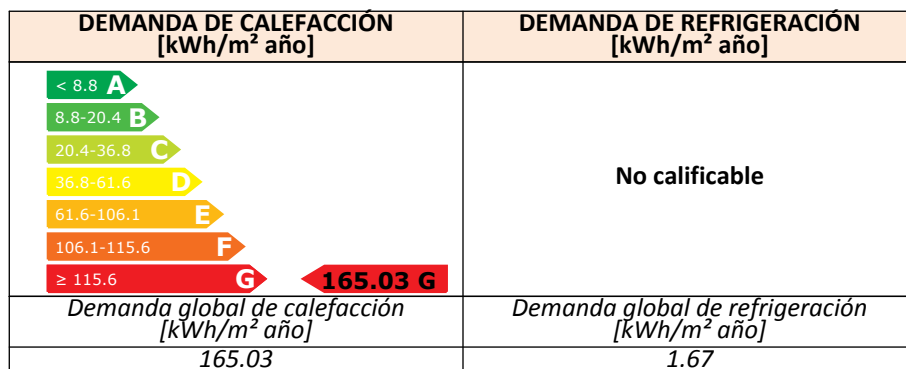 DEMANDA DE CALEFACCIÓN
[kWh/m² año]
DEMANDA DE REFRIGERACIÓN
[kWh/m² año]
< 8.8 A
8.8-20.4 B
20.4-36.8 C
36.8-61.6 D
61.6-106.1 E
106.1-115.6 F
≥ 115.6 G
165.03 G
No calificable
Demanda global de calefacción
[kWh/m² año]
Demanda global de refrigeración
[kWh/m² año]
165.03
1.67